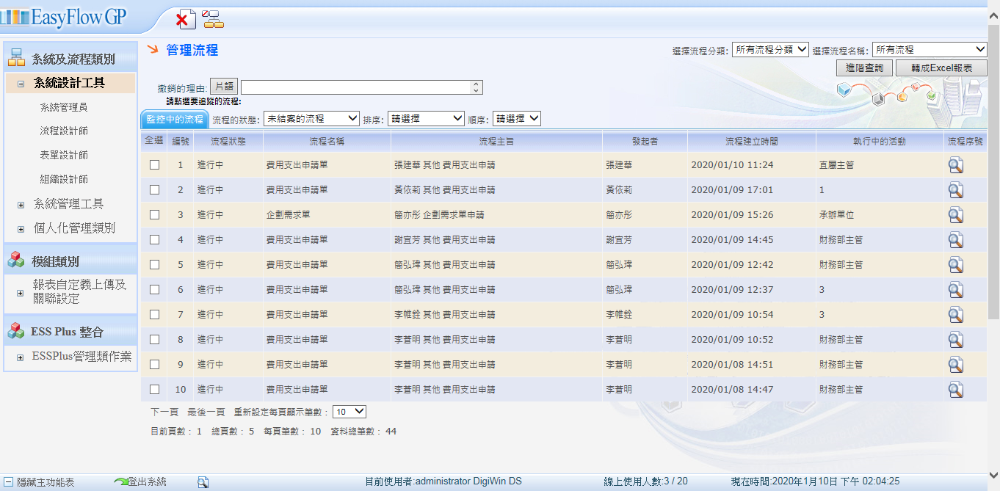 EasyFlow GP
系統及流程類別
系統設計工具
系統管理員
流程設計師
表單設計師
組織設計師
系統管理工具
個人化管理類別
模組類別
報表自定義上傳及
關聯設定
ESS Plus 整合
ESSPlus管理類作業
管理流程
選擇流程分類: 所有流程分類 選擇流程名稱: 所有流程
進階查詢 轉成Excel報表
撤銷的理由: 片語
請點選要追蹤的流程:
監控中的流程 流程的狀態: 未結案的流程 排序: 請選擇 順序: 請選擇
全選 編號 流程狀態 流程名稱 流程主旨 發起者 流程建立時間 執行中的活動 流程序號
1 進行中 費用支出申請單 張建華 其他 費用支出申請 張建華 2020/01/10 11:24 直屬主管
2 進行中 費用支出申請單 黃依莉 其他 費用支出申請 黃依莉 2020/01/09 17:01 1
3 進行中 企劃需求單 簡亦彤 企劃需求單申請 簡亦彤 2020/01/09 15:26 承辦單位
4 進行中 費用支出申請單 謝宜芳 其他 費用支出申請 謝宜芳 2020/01/09 14:45 財務部主管
5 進行中 費用支出申請單 簡弘瑋 其他 費用支出申請 簡弘瑋 2020/01/09 12:42 財務部主管
6 進行中 費用支出申請單 簡弘瑋 其他 費用支出申請 簡弘瑋 2020/01/09 12:37 3
7 進行中 費用支出申請單 李帷銓 其他 費用支出申請 李帷銓 2020/01/09 10:54 3
8 進行中 費用支出申請單 李蒼明 其他 費用支出申請 李蒼明 2020/01/09 10:52 財務部主管
9 進行中 費用支出申請單 李蒼明 其他 費用支出申請 李蒼明 2020/01/08 14:51 財務部主管
10 進行中 費用支出申請單 李蒼明 其他 費用支出申請 李蒼明 2020/01/08 14:47 財務部主管
下一頁 最後一頁 重新設定每頁顯示筆數: 10
目前頁數: 1 總頁數: 5 每頁筆數: 10 資料總筆數: 44
隱藏主功能表 登出系統 目前使用者:administrator DigiWin DS 線上使用人數:3 / 20 現在時間:2020年1月10日 下午 02:04:25